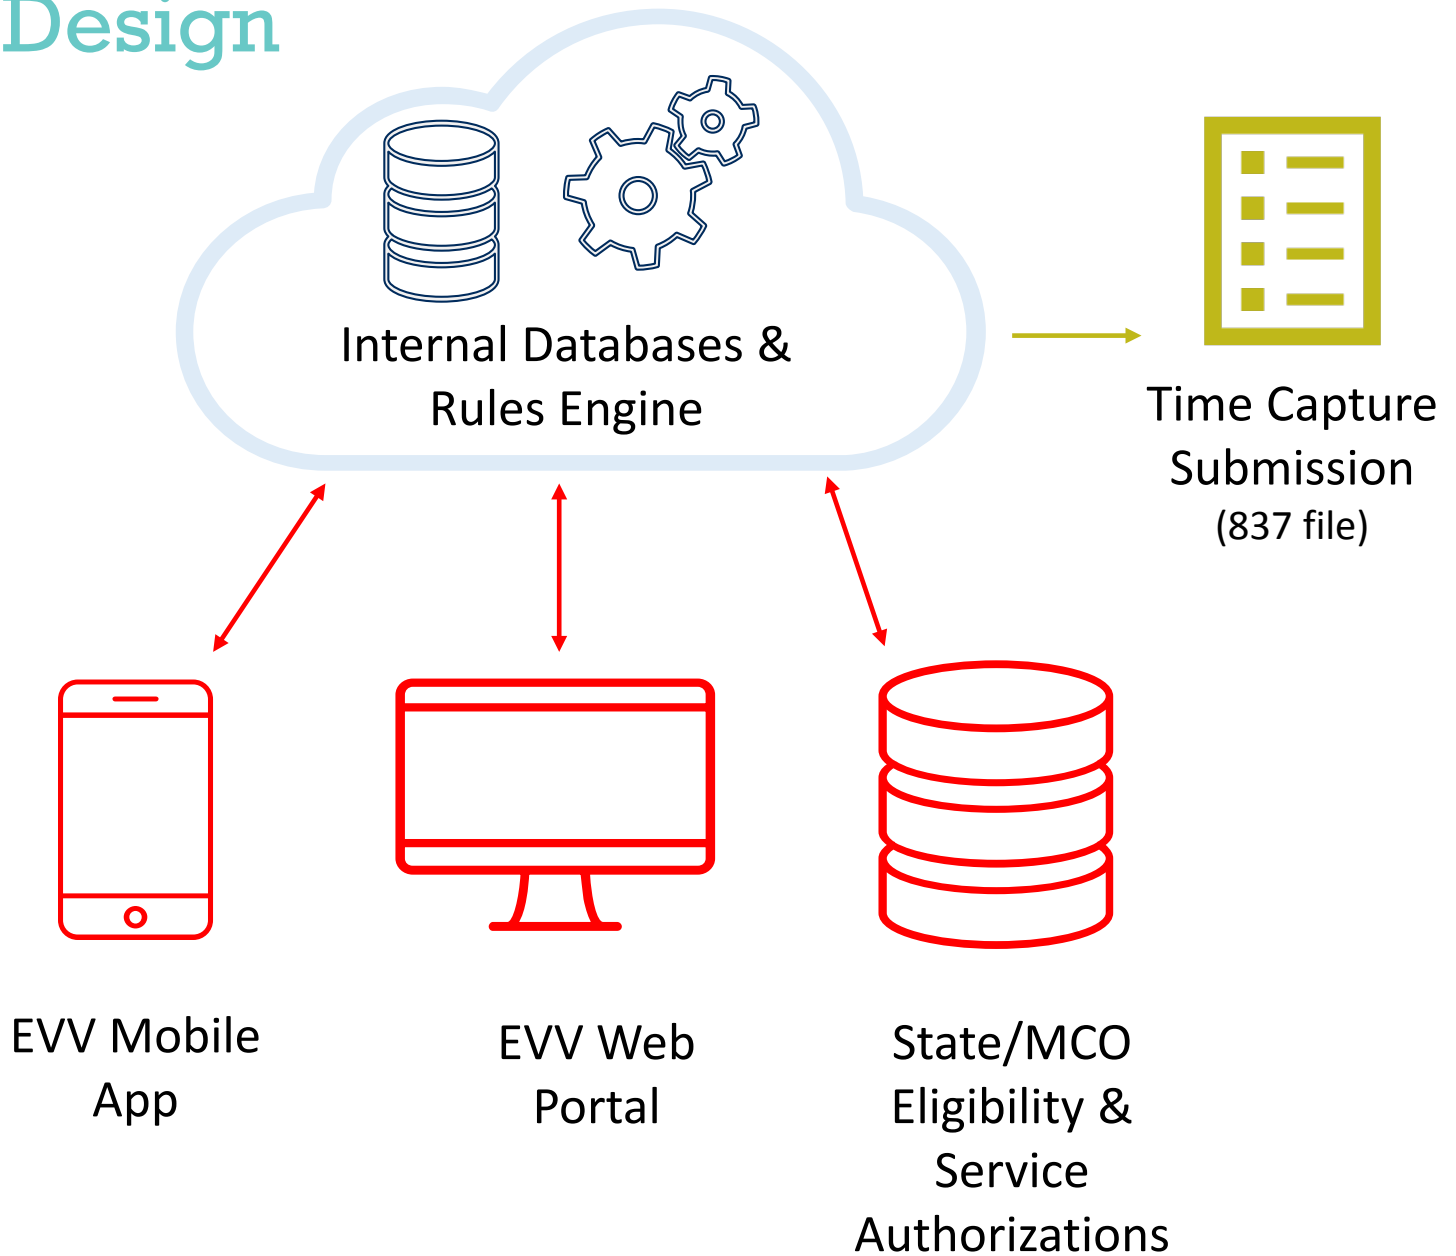 Design
Internal Databases &
Rules Engine
Time Capture
Submission
(837 file)
EVV Mobile
App
EVV Web
Portal
State/MCO
Eligibility &
Service
Authorizations